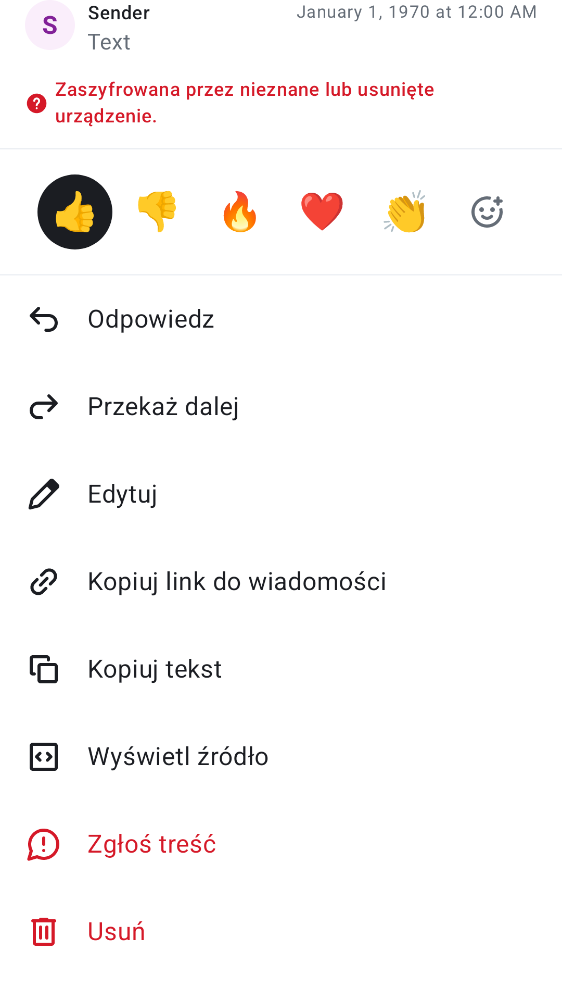 S
Sender
January 1, 1970 at 12:00 AM
Text
Zaszyfrowana przez nieznane lub usunięte
urządzenie.
Odpowiedz
Przekaż dalej
Edytuj
Kopiuj link do wiadomości
Kopiuj tekst
Wyświetl źródło
Zgłoś treść
Usuń